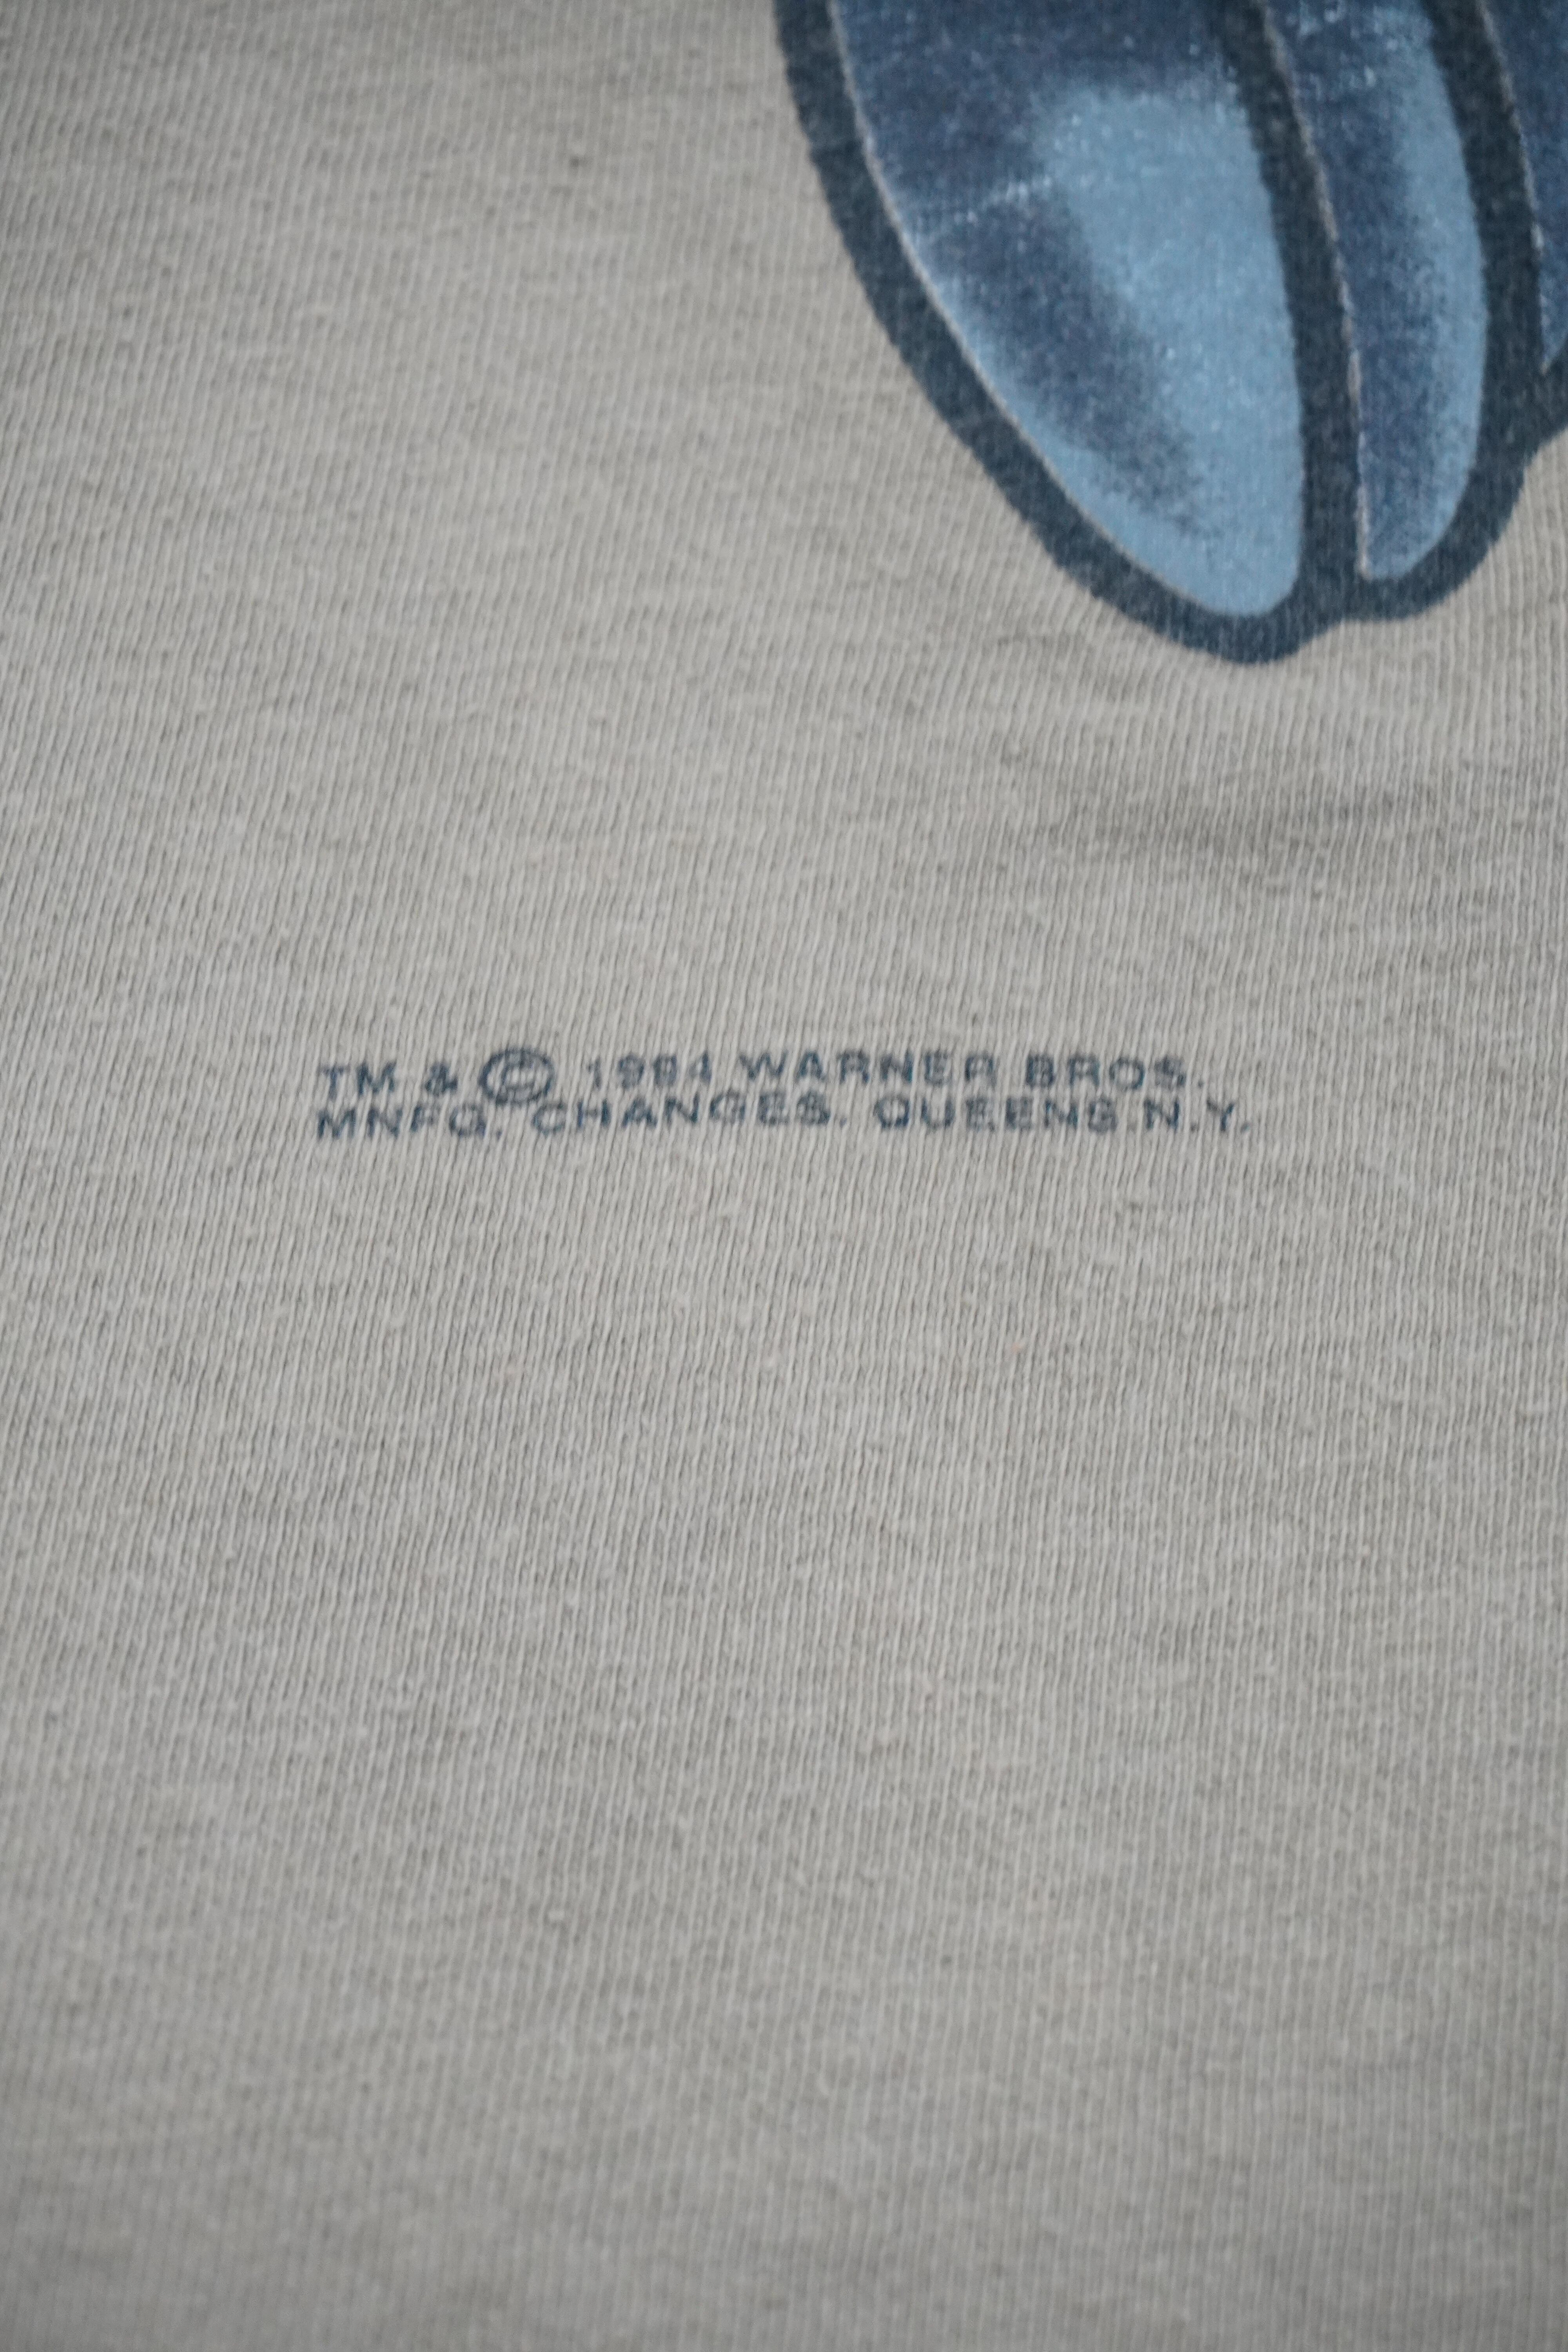 TM & © 1994 WARNER BROS.
MNFG. CHANGES. QUEENS.N.Y.